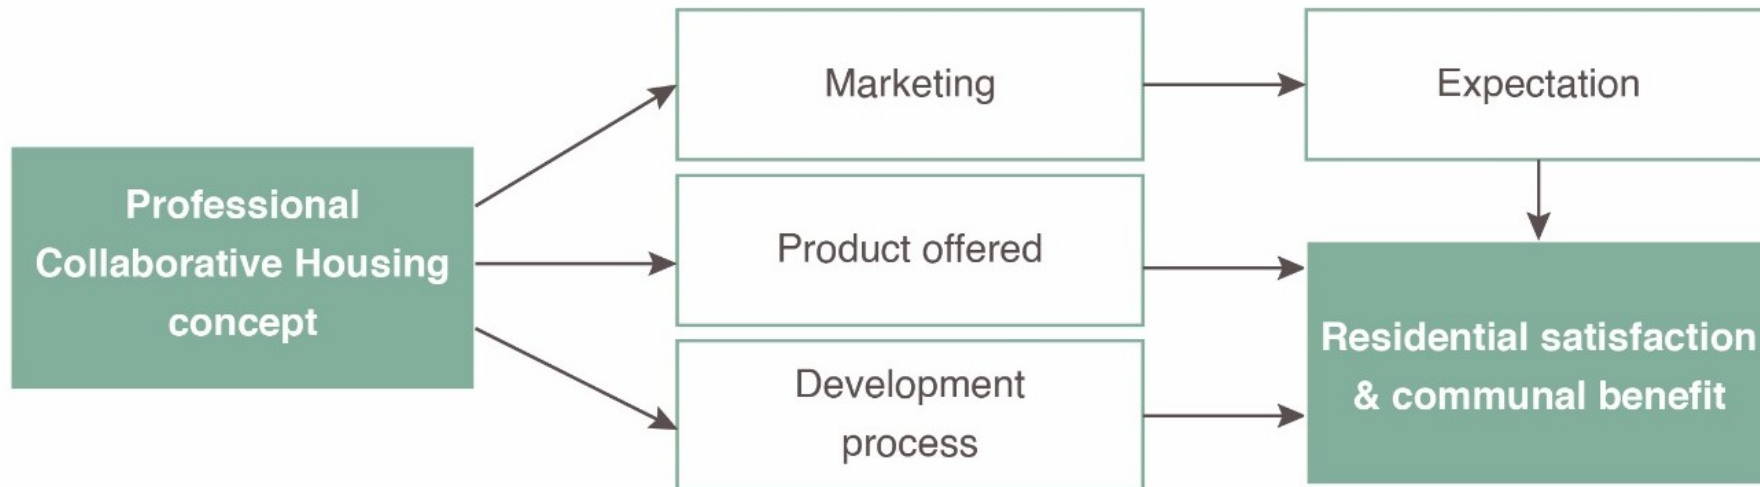 Professional
Collaborative Housing
concept
Marketing
Product offered
Development
process
Expectation
Residential satisfaction
& communal benefit